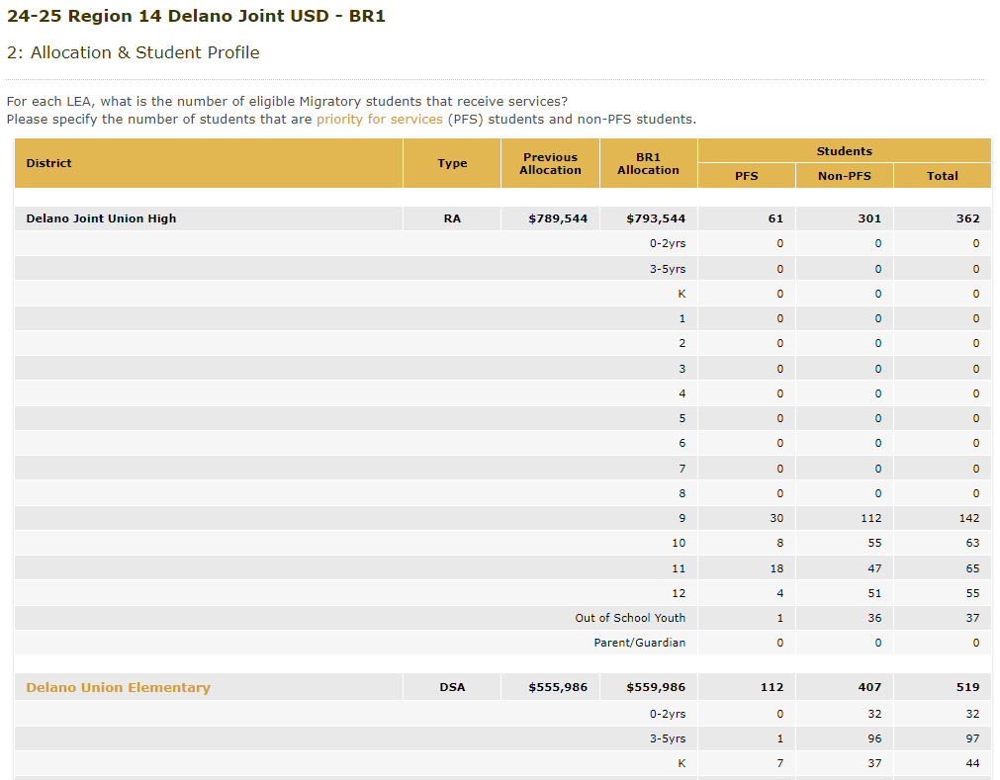 24-25 Region 14 Delano Joint USD - BR1
2: Allocation & Student Profile
For each LEA, what is the number of eligible Migratory students that receive services?
Please specify the number of students that are priority for services (PFS) students and non-PFS students.
District Type Previous Allocation BR1 Allocation Students
PFS Non-PFS Total
Delano Joint Union High RA $789,544 $793,544 61 301 362
0-2yrs 0 0 0
3-5yrs 0 0 0
K 0 0 0
1 0 0 0
2 0 0 0
3 0 0 0
4 0 0 0
5 0 0 0
6 0 0 0
7 0 0 0
8 0 0 0
9 30 112 142
10 8 55 63
11 18 47 65
12 4 51 55
Out of School Youth 1 36 37
Parent/Guardian 0 0 0
Delano Union Elementary DSA $555,986 $559,986 112 407 519
0-2yrs 0 32 32
3-5yrs 1 96 97
K 7 37 44